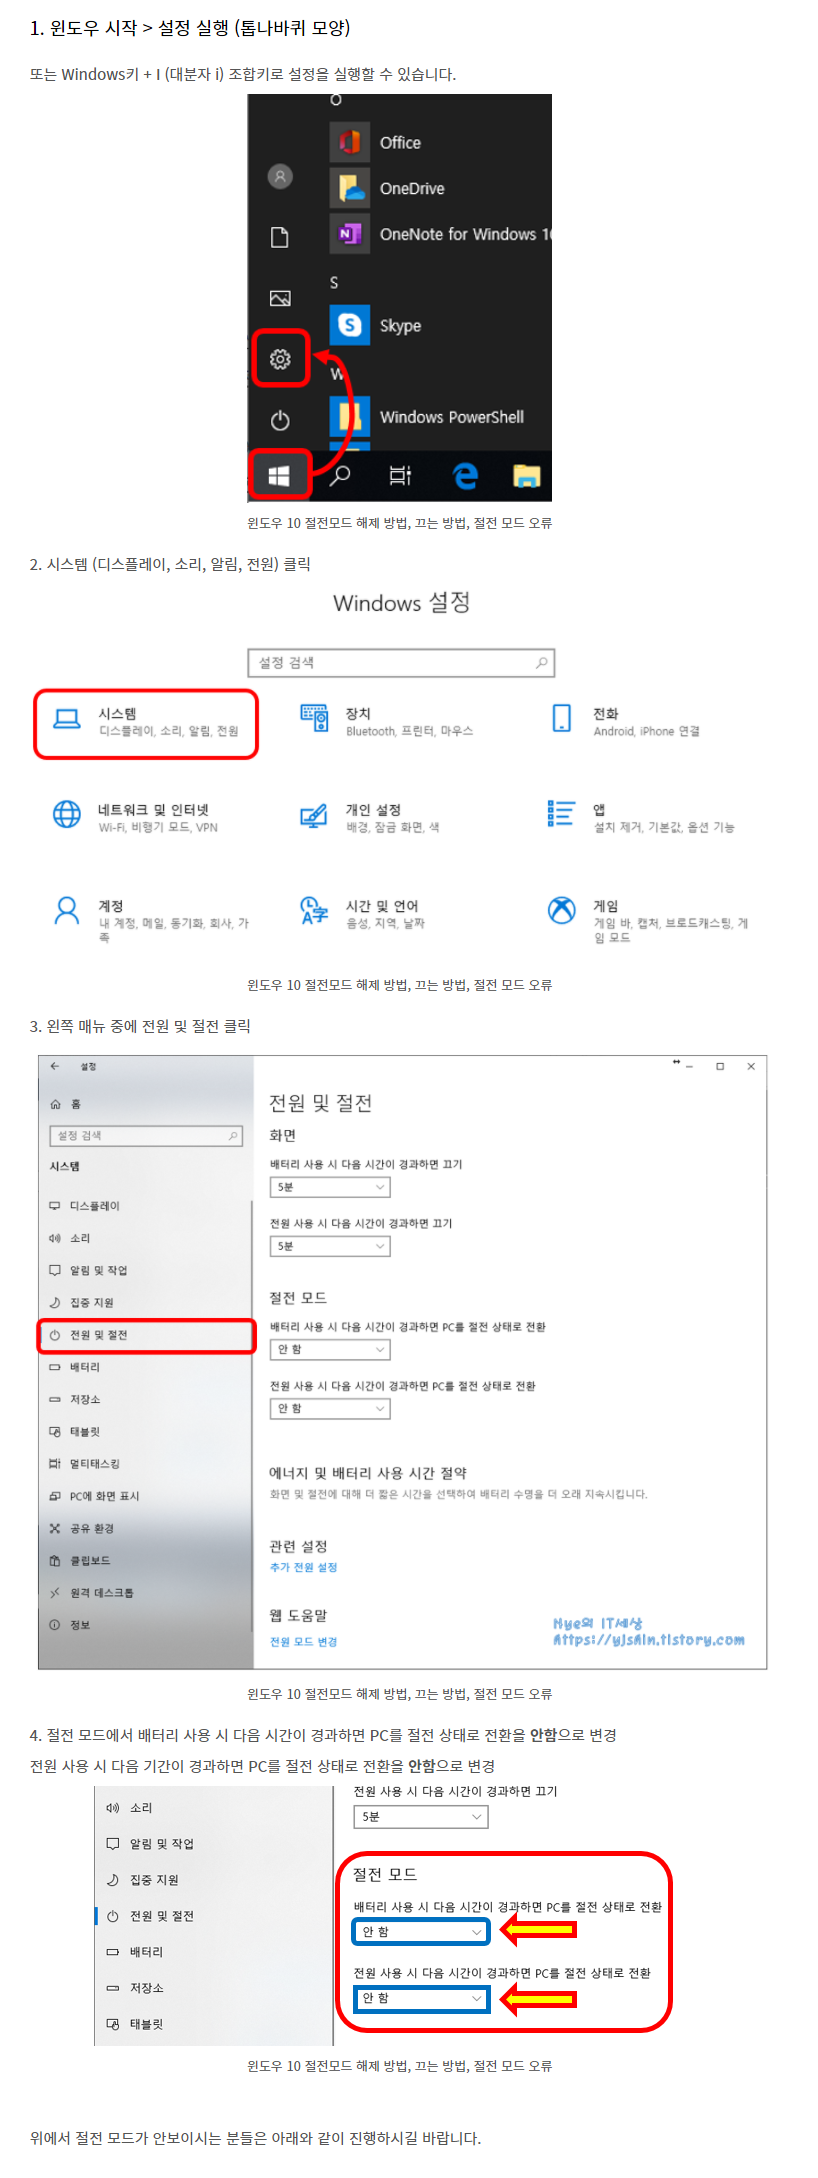 1. 윈도우 시작 > 설정 실행 (톱나바퀴 모양)
또는 Windows키 + I (대분자 i) 조합키로 설정을 실행할 수 있습니다.
O
Office
OneDrive
OneNote for Windows 10
S
Skype
W
Windows PowerShell
윈도우 10 절전모드 해제 방법, 끄는 방법, 절전 모드 오류
2. 시스템 (디스플레이, 소리, 알림, 전원) 클릭
Windows 설정
설정 검색
시스템
디스플레이, 소리, 알림, 전원
장치
Bluetooth, 프린터, 마우스
전화
Android, iPhone 연결
네트워크 및 인터넷
Wi-Fi, 비행기 모드, VPN
개인 설정
배경, 잠금 화면, 색
앱
설치 제거, 기본값, 옵션 기능
계정
내 계정, 메일, 동기화, 회사, 가
족
시간 및 언어
음성, 지역, 날짜
게임
게임 바, 캡처, 브로드캐스팅, 게
임 모드
윈도우 10 절전모드 해제 방법, 끄는 방법, 절전 모드 오류
3. 왼쪽 매뉴 중에 전원 및 절전 클릭
설정
홈
설정 검색
시스템
디스플레이
소리
알림 및 작업
집중 지원
전원 및 절전
배터리
저장소
태블릿
멀티태스킹
PC에 화면 표시
공유 환경
클립보드
원격 데스크톱
정보
전원 및 절전
화면
배터리 사용 시 다음 시간이 경과하면 끄기
5분
전원 사용 시 다음 시간이 경과하면 끄기
5분
절전 모드
배터리 사용 시 다음 시간이 경과하면 PC를 절전 상태로 전환
안 함
전원 사용 시 다음 시간이 경과하면 PC를 절전 상태로 전환
안 함
에너지 및 배터리 사용 시간 절약
화면 및 절전에 대해 더 짧은 시간을 선택하여 배터리 수명을 더 오래 지속시킵니다.
관련 설정
추가 전원 설정
웹 도움말
전원 모드 변경
Hye의 IT세상
https://yjshin.tistory.com
윈도우 10 절전모드 해제 방법, 끄는 방법, 절전 모드 오류
4. 절전 모드에서 배터리 사용 시 다음 시간이 경과하면 PC를 절전 상태로 전환을 안함으로 변경
전원 사용 시 다음 기간이 경과하면 PC를 절전 상태로 전환을 안함으로 변경
소리
알림 및 작업
집중 지원
전원 및 절전
배터리
저장소
태블릿
전원 사용 시 다음 시간이 경과하면 끄기
5분
절전 모드
배터리 사용 시 다음 시간이 경과하면 PC를 절전 상태로 전환
안 함
전원 사용 시 다음 시간이 경과하면 PC를 절전 상태로 전환
안 함
윈도우 10 절전모드 해제 방법, 끄는 방법, 절전 모드 오류
위에서 절전 모드가 안보이시는 분들은 아래와 같이 진행하시길 바랍니다.